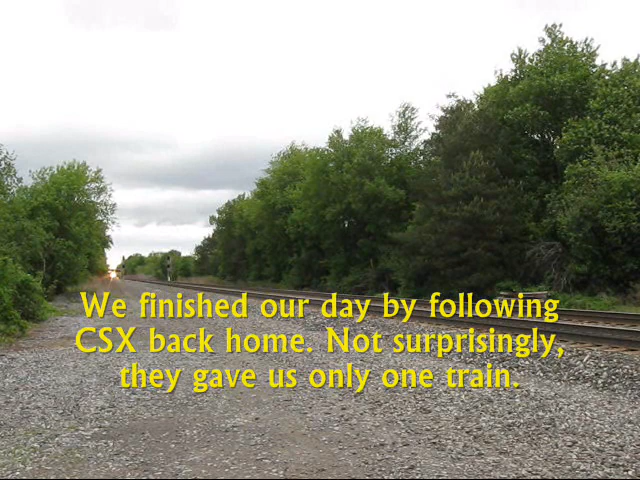 We finished our day by following
CSX back home. Not surprisingly,
they gave us only one train.